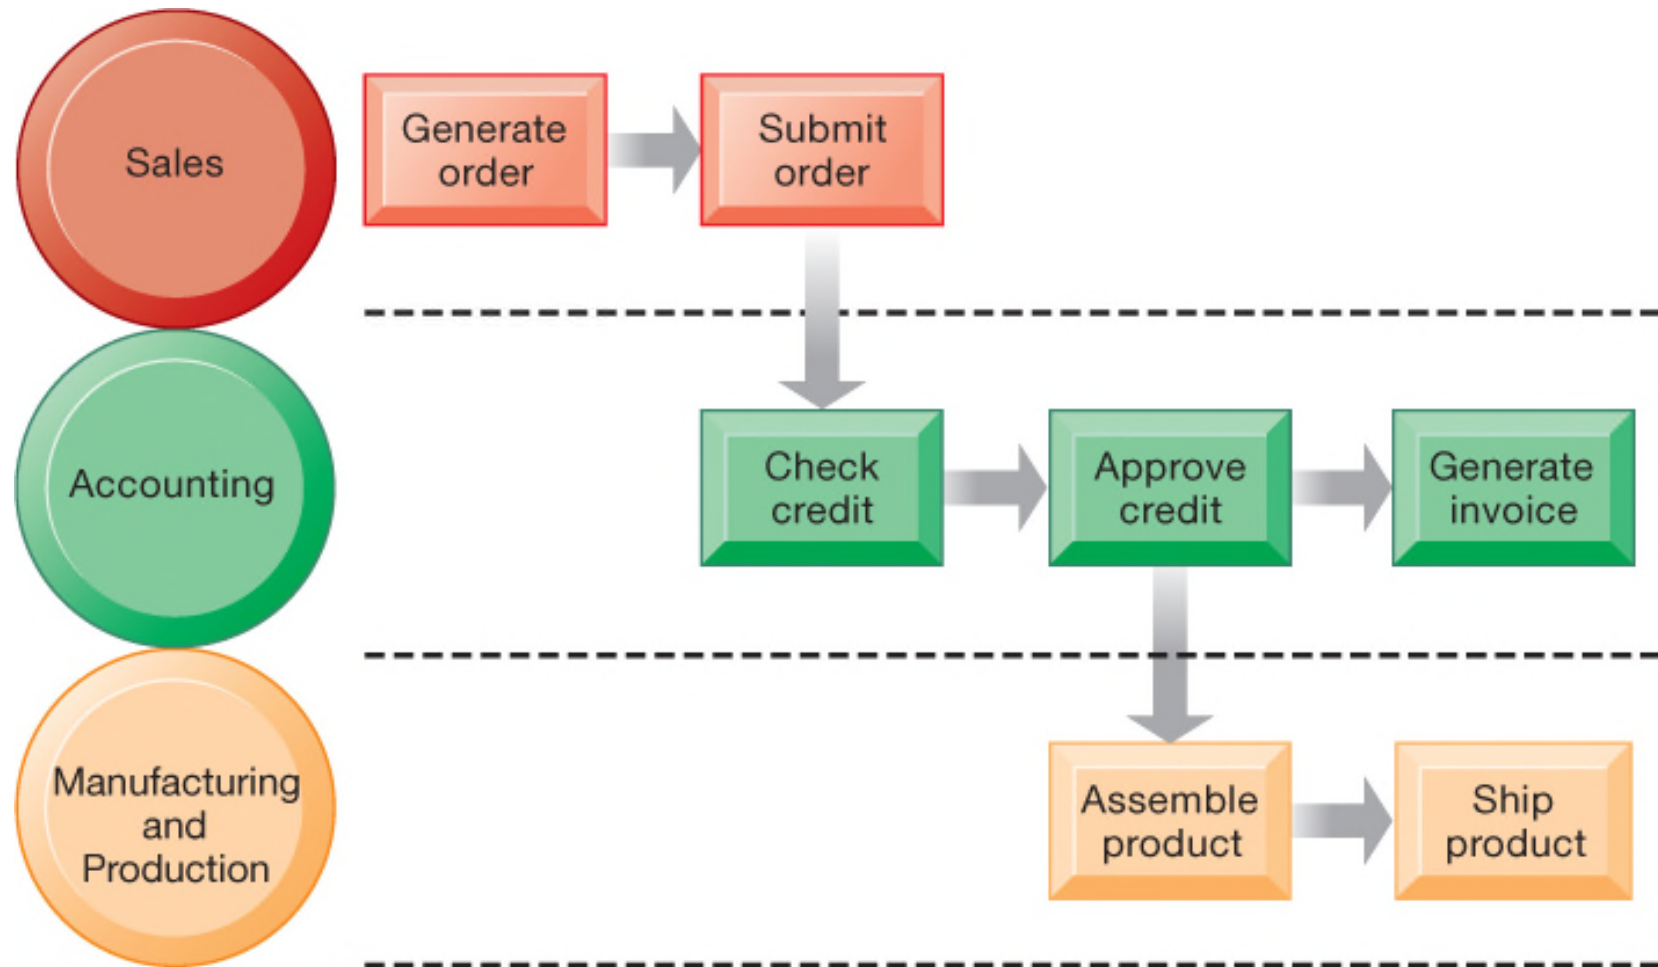 Sales
Generate
order
Submit
order
Accounting
Check
credit
Approve
credit
Generate
invoice
Manufacturing
and
Production
Assemble
product
Ship
product